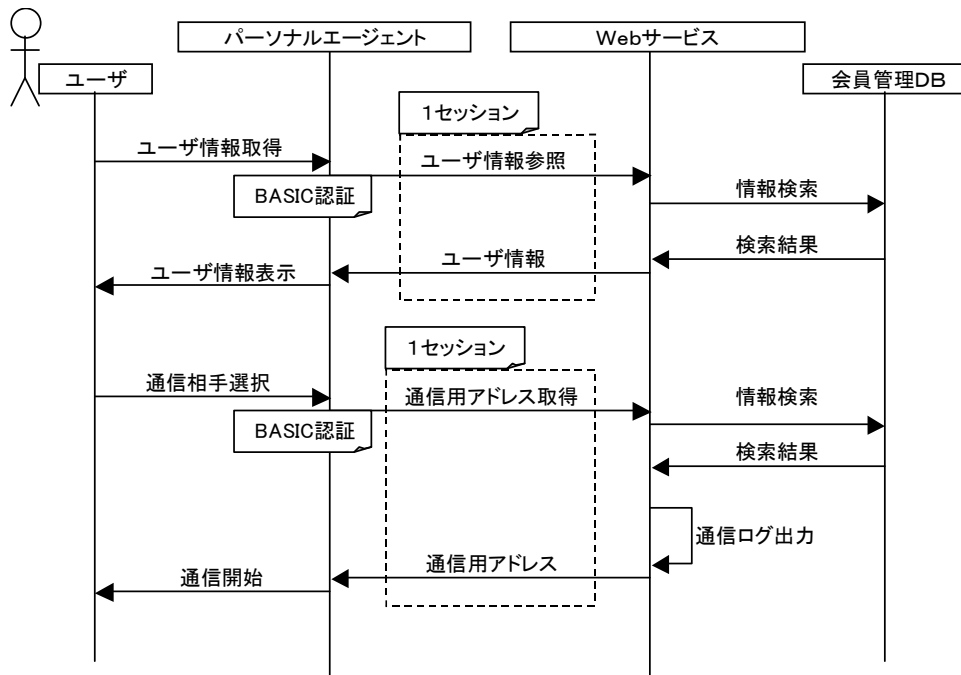 パーソナルエージェント
Webサービス
ユーザ
会員管理DB
1セッション
ユーザ情報取得
ユーザ情報参照
BASIC認証
情報検索
検索結果
ユーザ情報
ユーザ情報表示
1セッション
通信相手選択
通信用アドレス取得
情報検索
BASIC認証
検索結果
通信ログ出力
通信用アドレス
通信開始